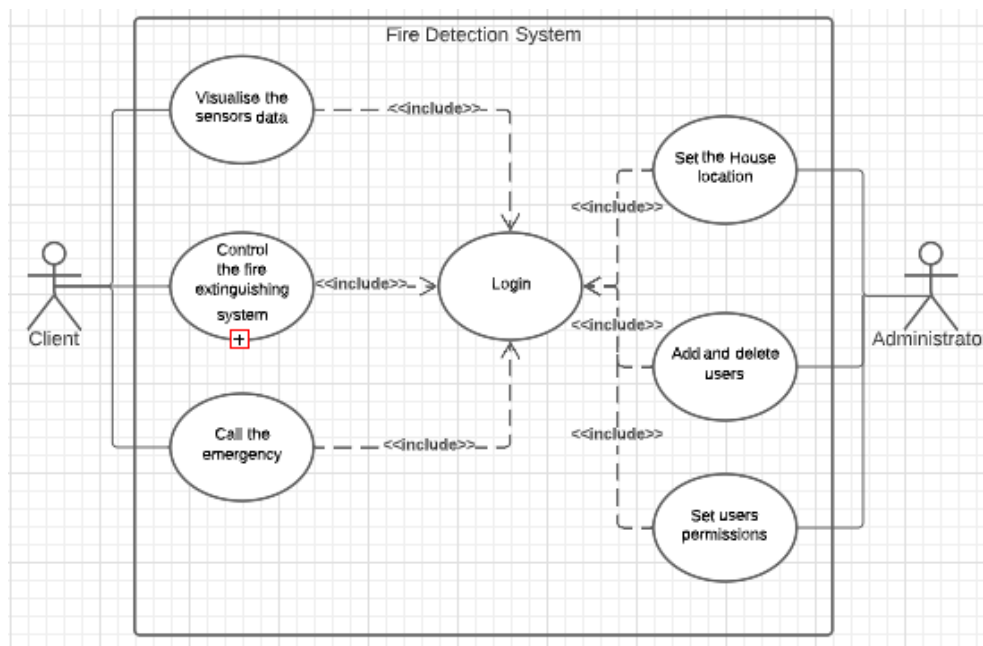 Fire Detection System
Visualise the
sensors data
<<include>>
Set the House
location
<<include>>
Control
the fire
extinguishing
system
+
<<include>>
Login
<<include>>
Client
Administrato
Add and delete
users
Call the
emergency
<<include>>
<<include>>
Set users
permissions